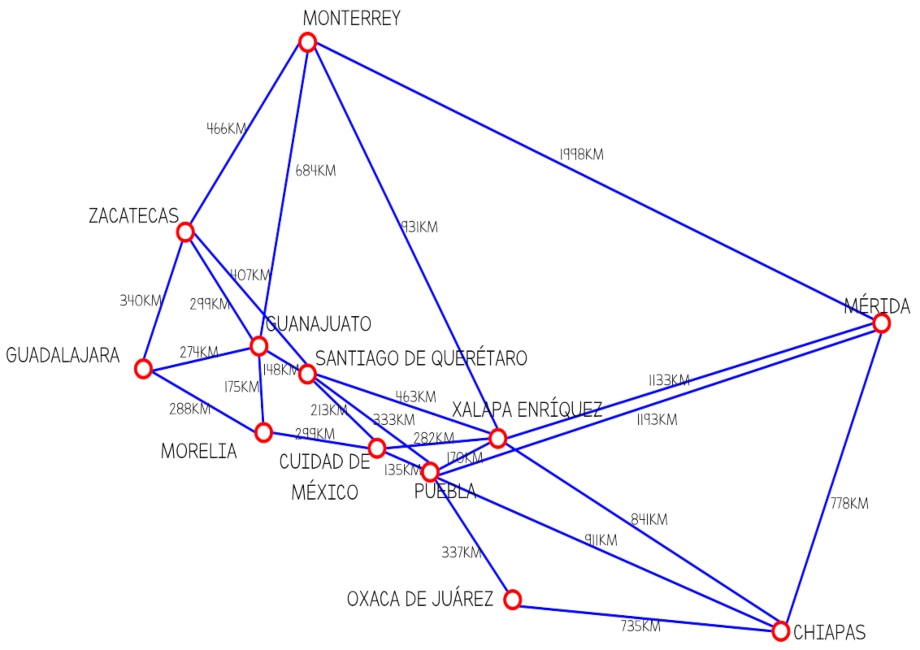 MONTERREY
466KM
684KM
1998KM
931KM
ZACATECAS
407KM
340KM
299KM
MÉRIDA
GUANAJUATO
GUADALAJARA
274KM
SANTIAGO DE QUERÉTARO
148KM
175KM
463KM
1133KM
288KM
213KM
333KM
XALAPA ENRÍQUEZ
1193KM
299KM
282KM
MORELIA
170KM
CUIDAD DE
MÉXICO
135KM
PUEBLA
778KM
841KM
911KM
337KM
OXACA DE JUÁREZ
735KM
CHIAPAS